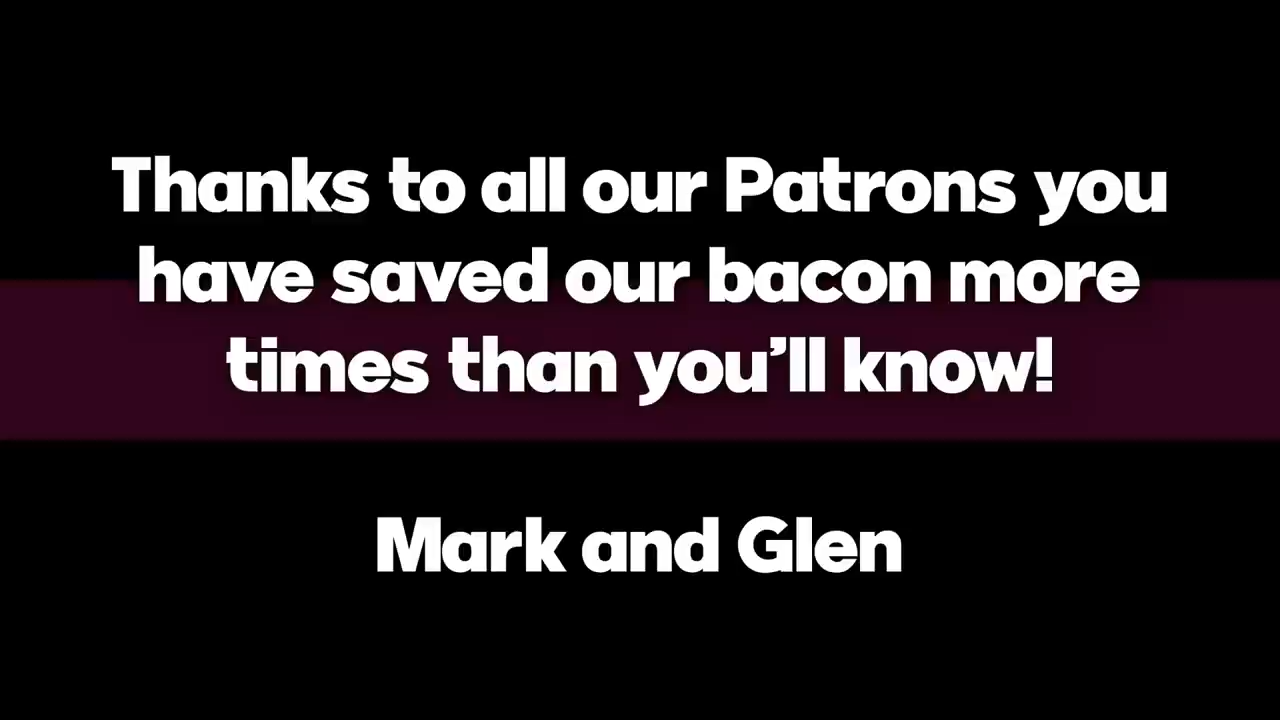 Thanks to all our Patrons you
have saved our bacon more
times than you’ll know!
Mark and Glen